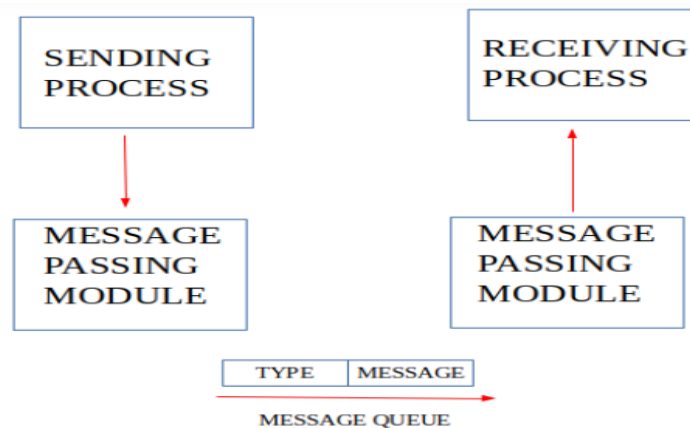 SENDING
PROCESS
RECEIVING
PROCESS
MESSAGE
PASSING
MODULE
MESSAGE
PASSING
MODULE
TYPE
MESSAGE
MESSAGE QUEUE